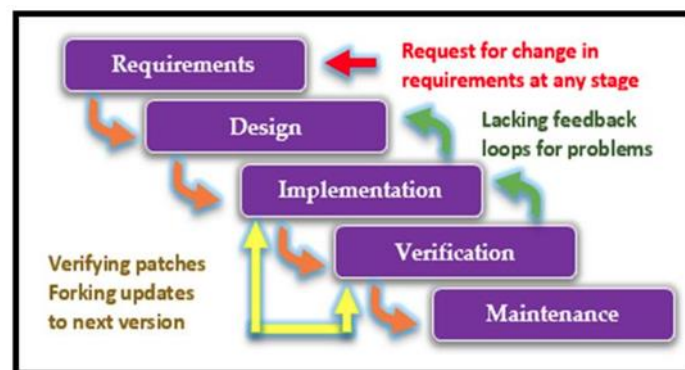 Requirements
Request for change in
requirements at any stage
Design
Lacking feedback
loops for problems
Implementation
Verification
Verifying patches
Forking updates
to next version
Maintenance